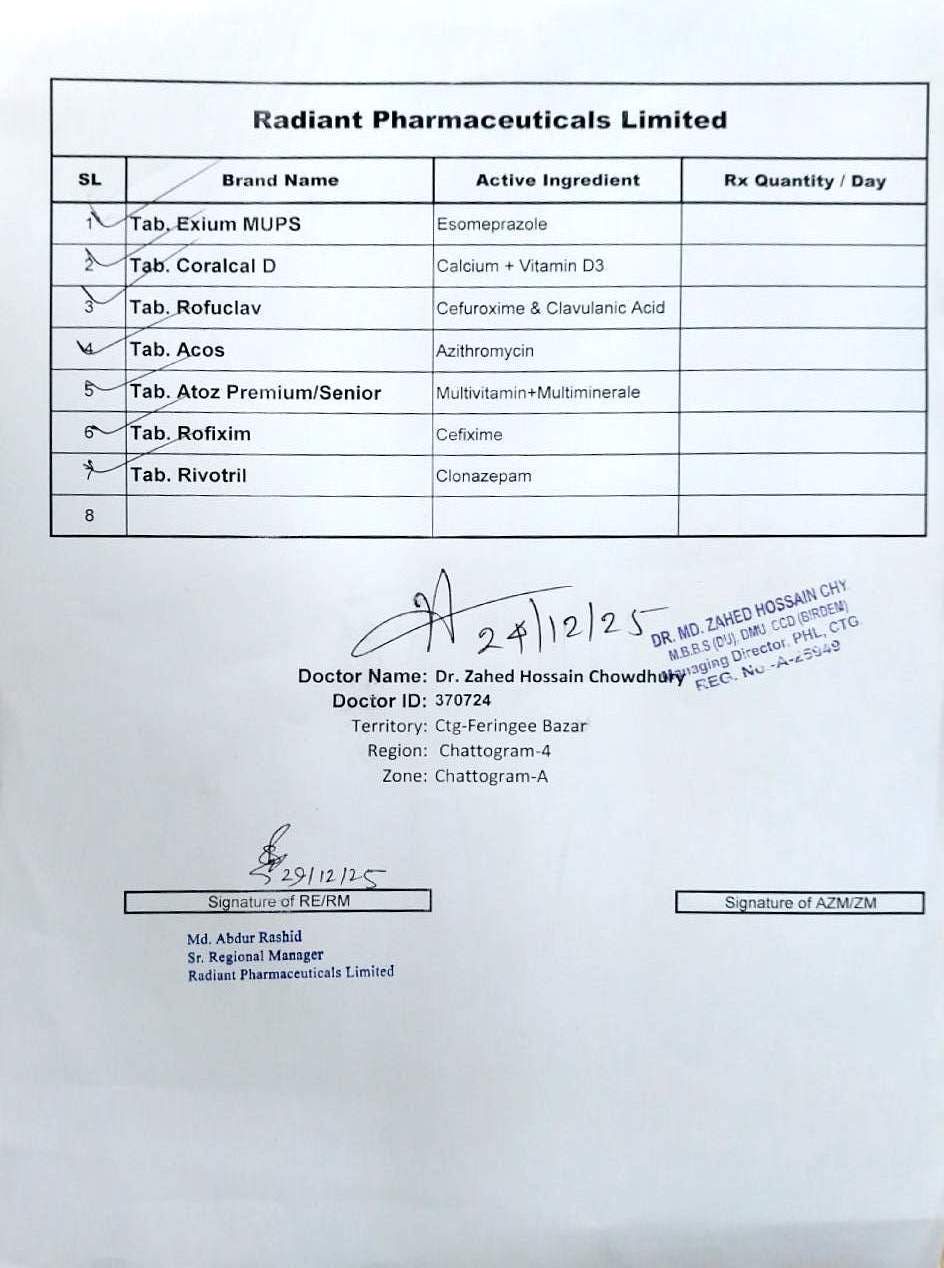 Radiant Pharmaceuticals Limited
SL Brand Name Active Ingredient Rx Quantity / Day
1 Tab. Exium MUPS Esomeprazole
2 Tab. Coralcal D Calcium + Vitamin D3
3 Tab. Rofuclav Cefuroxime & Clavulanic Acid
4 Tab. Acos Azithromycin
5 Tab. Atoz Premium/Senior Multivitamin+Multiminerale
6 Tab. Rofixim Cefixime
7 Tab. Rivotril Clonazepam
8
24/12/25
DR. MD. ZAHED HOSSAIN CHY
M.B.B.S (DU), DMU, CCD (BIRDEM)
Managing Director, PHL, CTG
REG. No.-A-25949
Doctor Name: Dr. Zahed Hossain Chowdhury
Doctor ID: 370724
Territory: Ctg-Feringee Bazar
Region: Chattogram-4
Zone: Chattogram-A
29/12/25
Signature of RE/RM Signature of AZM/ZM
Md. Abdur Rashid
Sr. Regional Manager
Radiant Pharmaceuticals Limited